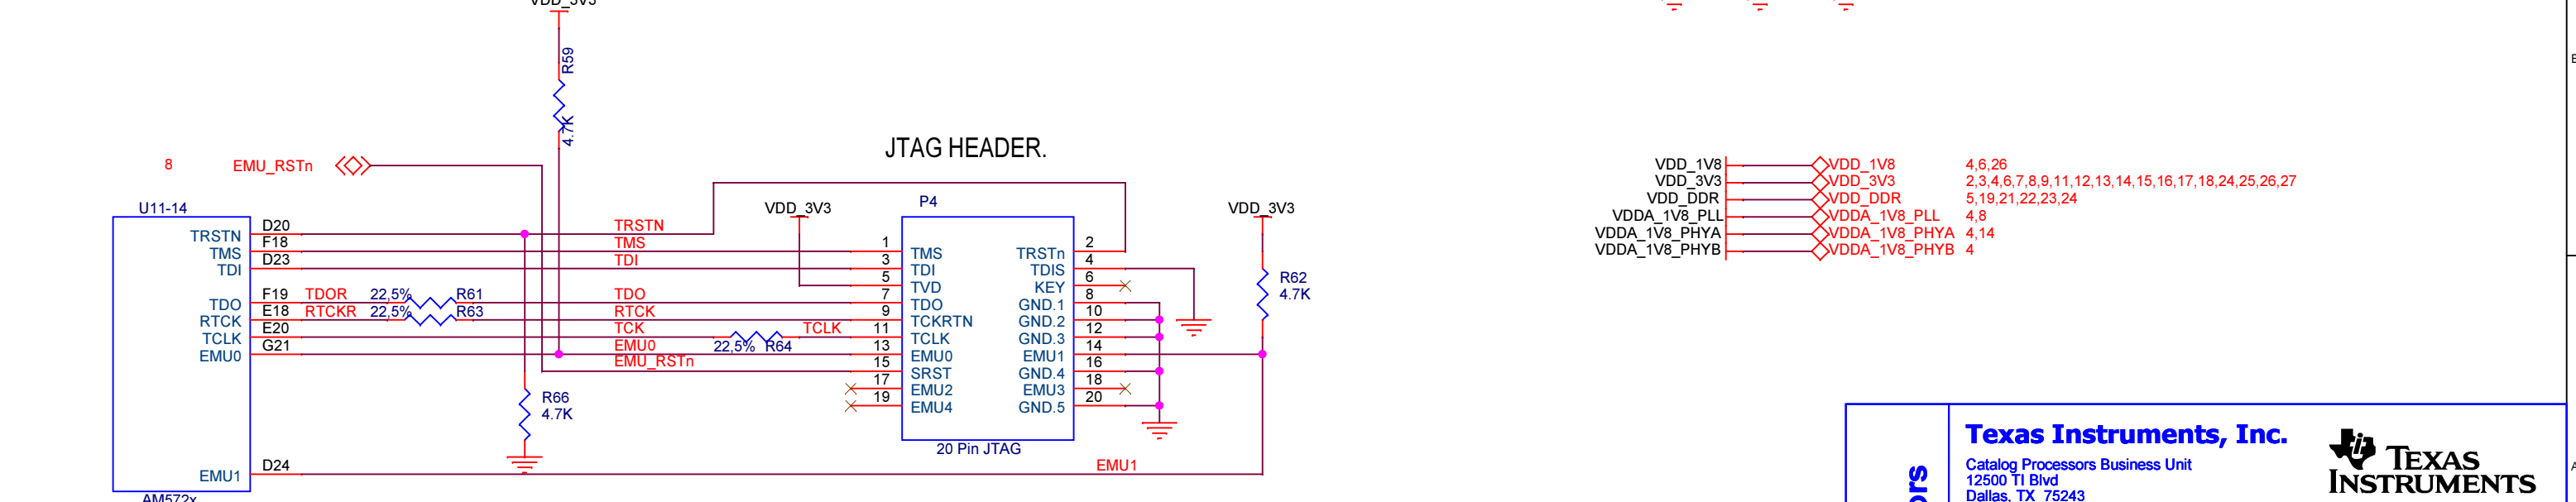 VDD_3V3
R59
4.7K
JTAG HEADER.
8 EMU_RSTn
VDD_1V8 VDD_1V8 4,6,26
VDD_3V3 VDD_3V3 2,3,4,6,7,8,9,11,12,13,14,15,16,17,18,24,25,26,27
VDD_DDR VDD_DDR 5,19,21,22,23,24
VDDA_1V8_PLL VDDA_1V8_PLL 4,8
VDDA_1V8_PHYA VDDA_1V8_PHYA 4,14
VDDA_1V8_PHYB VDDA_1V8_PHYB 4
U11-14
VDD_3V3
P4
VDD_3V3
TRSTN D20 TRSTN
TMS F18 TMS 1 TMS TRSTn 2
TDI D23 TDI 3 TDI TDIS 4
5 TVD KEY 6
TDO F19 TDOR 22,5% R61 TDO 7 TDO GND.1 8
RTCK E18 RTCKR 22,5% R63 RTCK 9 TCKRTN GND.2 10
TCLK E20 TCK 22,5% R64 TCLK 11 TCLK GND.3 12
EMU0 G21 EMU0 13 EMU0 EMU1 14
EMU_RSTn 15 SRST GND.4 16
17 EMU2 EMU3 18
19 EMU4 GND.5 20
R62
4.7K
R66
4.7K
20 Pin JTAG
EMU1 D24 EMU1
AM572x
Texas Instruments, Inc.
Catalog Processors Business Unit
12500 TI Blvd
Dallas, TX 75243
TEXAS
INSTRUMENTS
ors